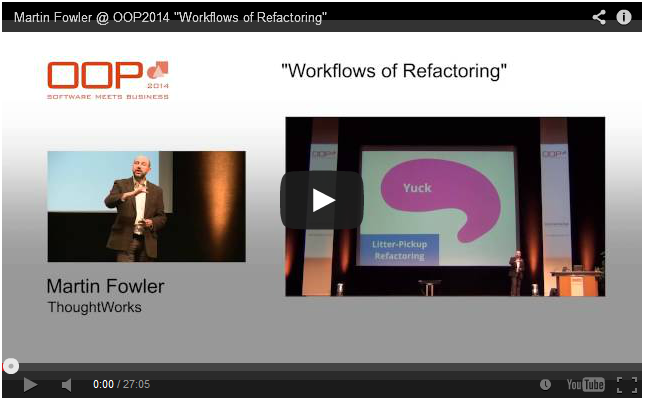 Martin Fowler @ OOP2014 "Workflows of Refactoring"
OOP
2014
SOFTWARE MEETS BUSINESS
"Workflows of Refactoring"
OOP
OOP
Yuck
Litter-Pickup
Refactoring
Martin Fowler
ThoughtWorks
0:00 / 27:05
YouTube